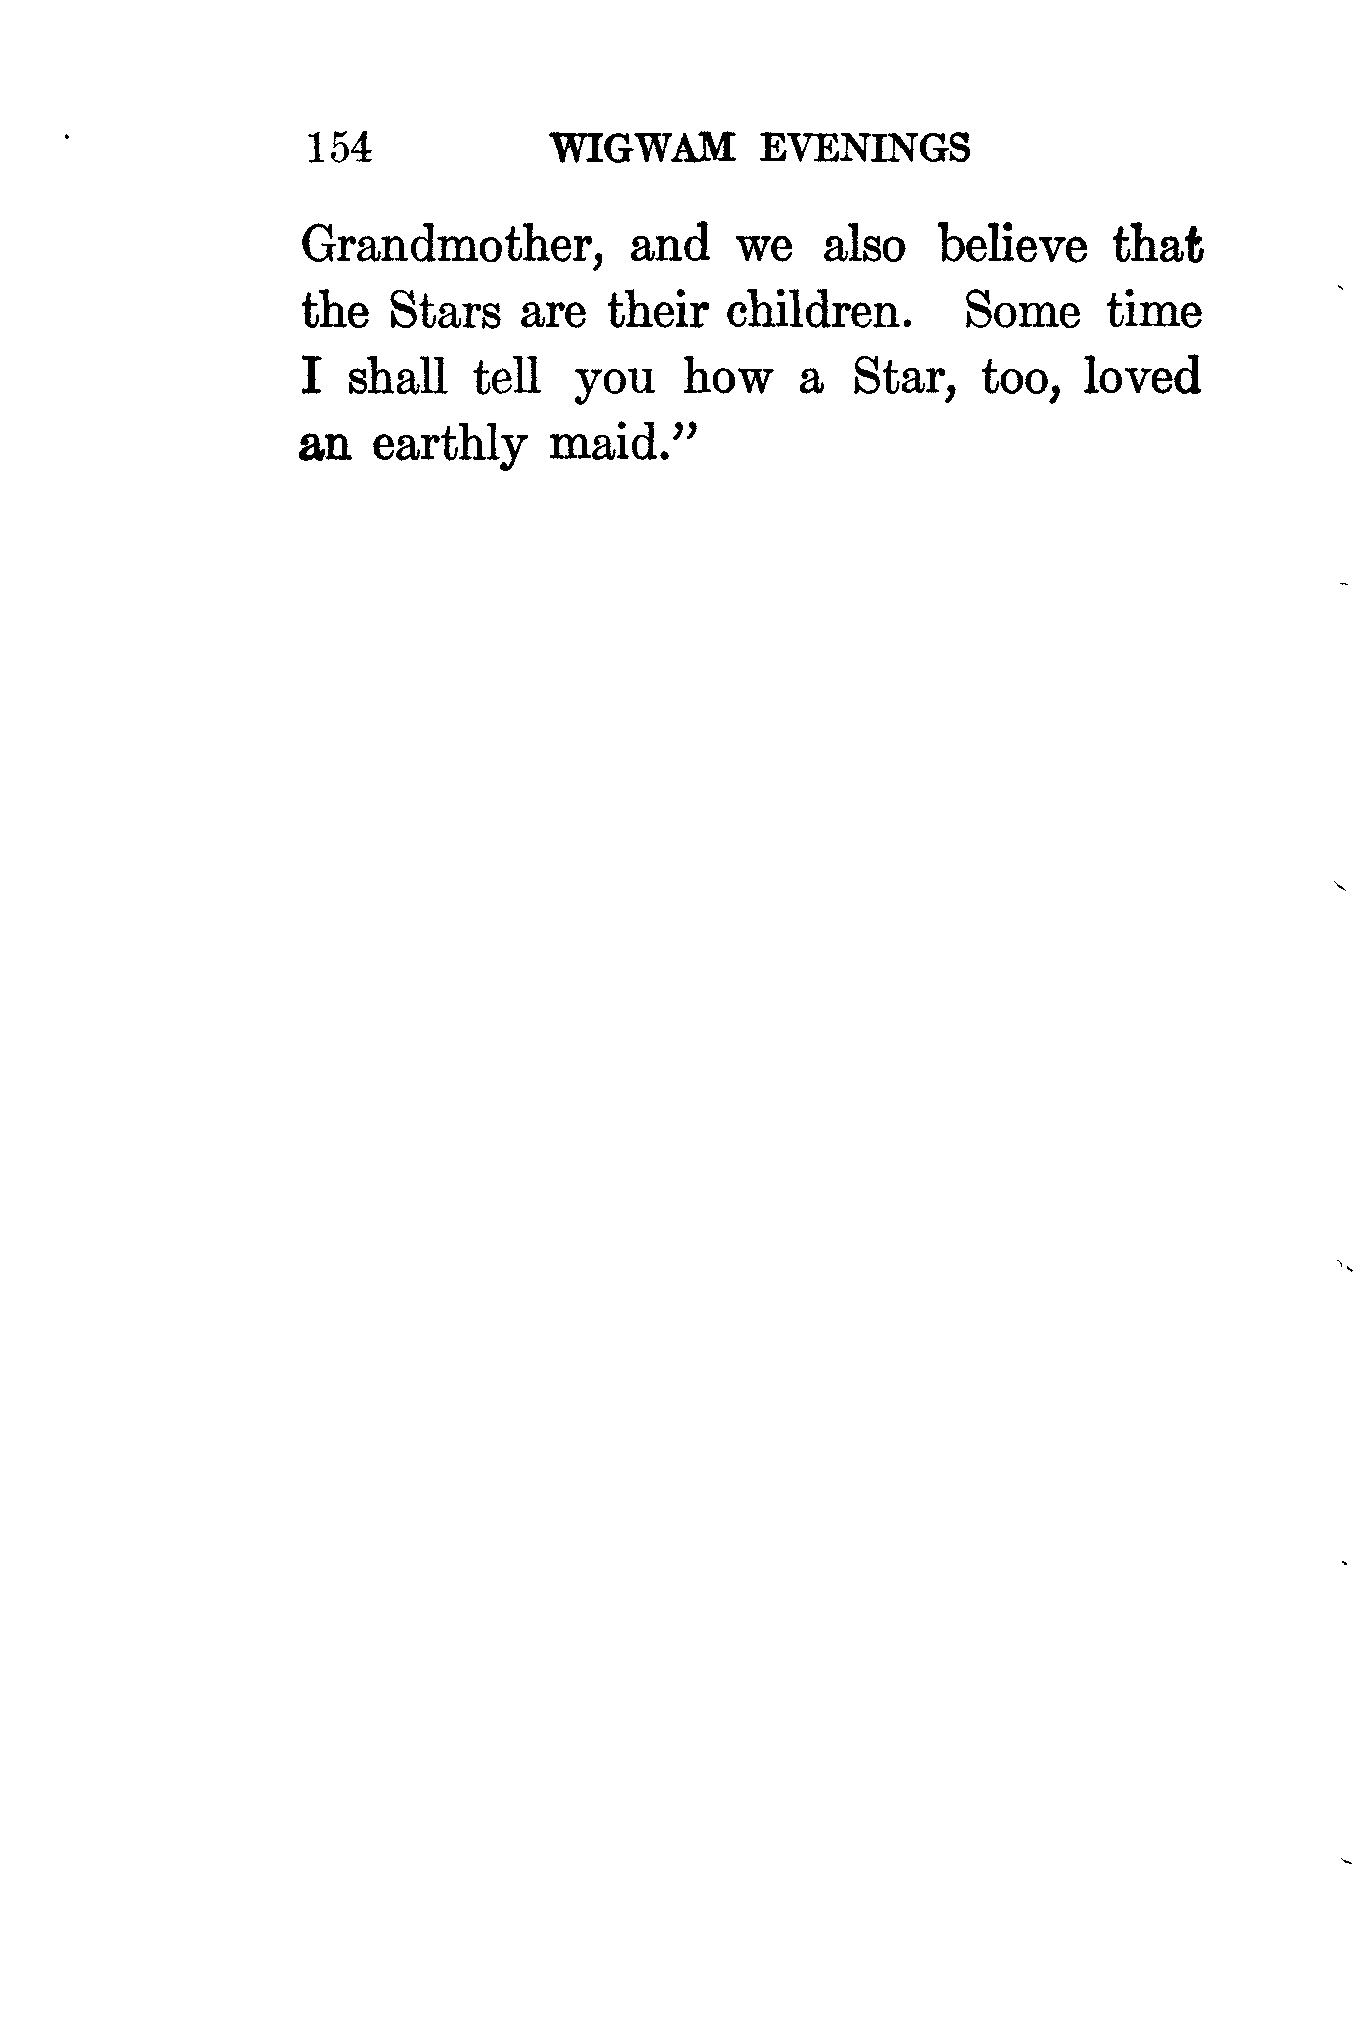 154 WIGWAM EVENINGS
Grandmother, and we also believe that
the Stars are their children. Some time
I shall tell you how a Star, too, loved
an earthly maid.”